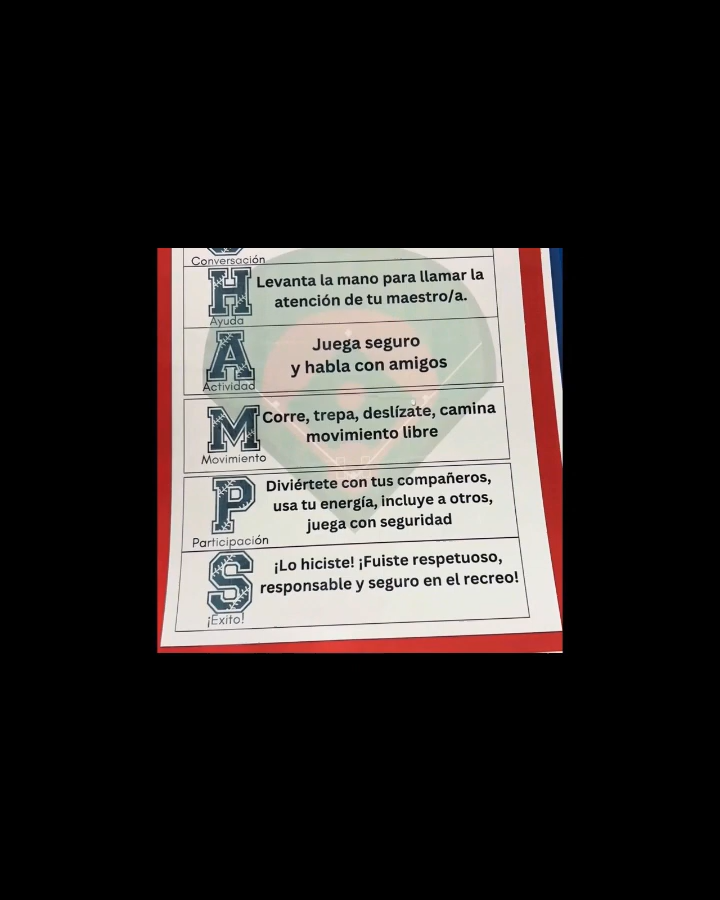 Conversación
H
Levanta la mano para llamar la
atención de tu maestro/a.
Ayuda
A
Juega seguro
y habla con amigos
Actividad
M
Corre, trepa, deslízate, camina
movimiento libre
Movimiento
P
Diviértete con tus compañeros,
usa tu energía, incluye a otros,
juega con seguridad
Participación
S
¡Lo hiciste! ¡Fuiste respetuoso,
responsable y seguro en el recreo!
¡Éxito!